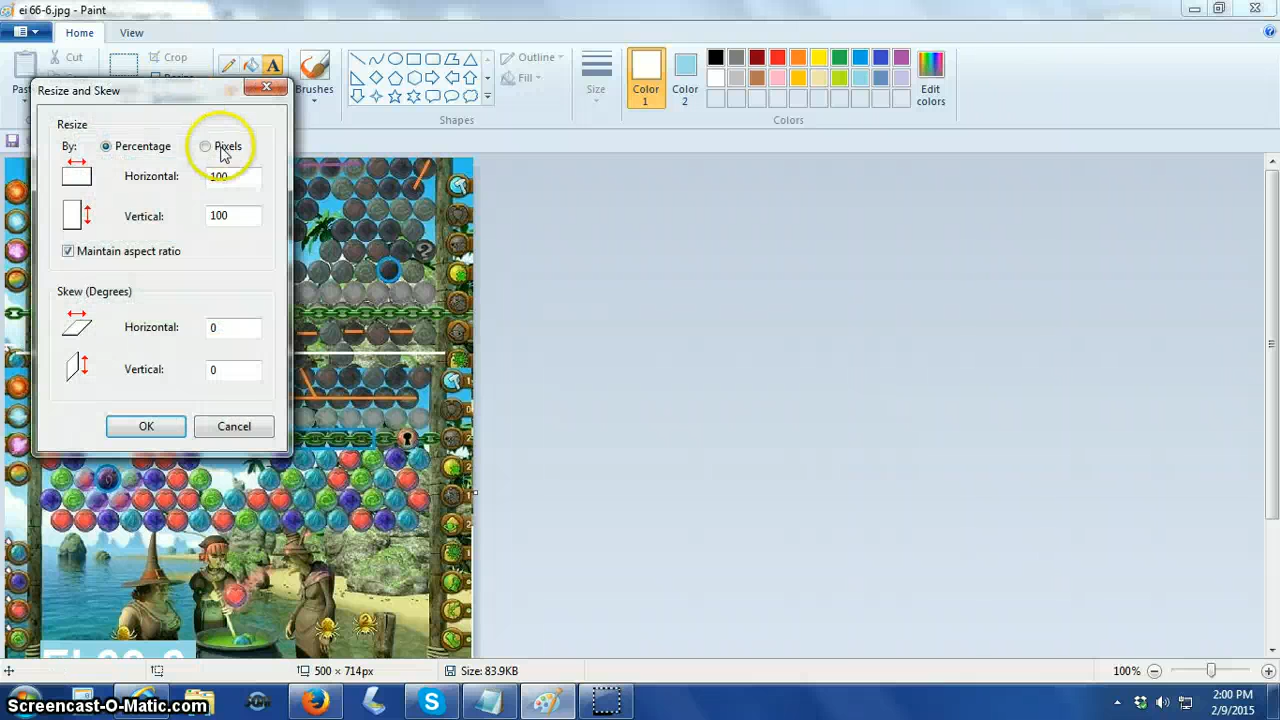 ei 66-6.jpg - Paint
Home View
Cut
Crop
Outline
Fill
Brushes
Size
Color 1
Color 2
Edit colors
Shapes
Colors
Resize and Skew
Resize
By: Percentage Pixels
Horizontal: 100
Vertical: 100
Maintain aspect ratio
Skew (Degrees)
Horizontal: 0
Vertical: 0
OK Cancel
500 × 714px
Size: 83.9KB
100%
2:00 PM
2/9/2015
Screencast-O-Matic.com